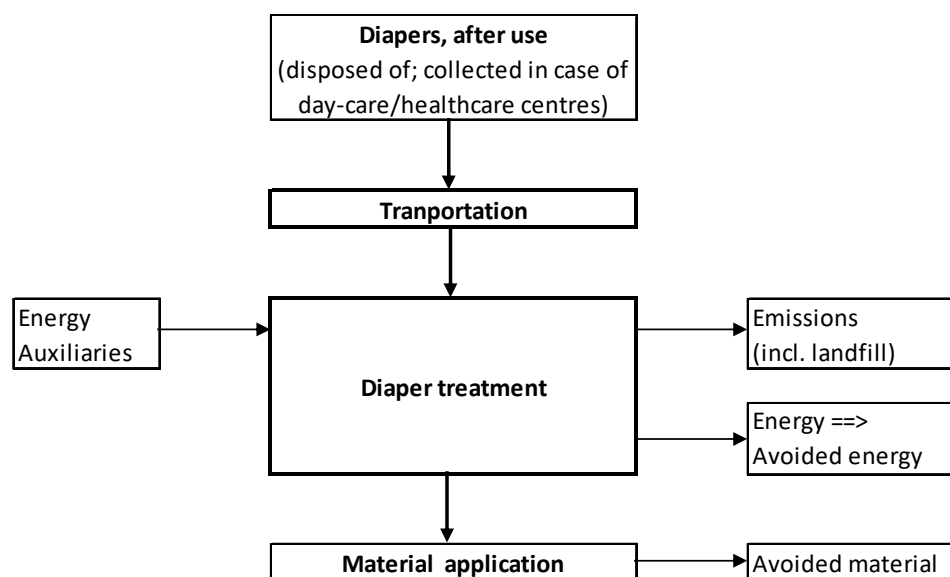 Diapers, after use
(disposed of; collected in case of
day-care/healthcare centres)
Tranportation
Energy
Auxiliaries
Diaper treatment
Emissions
(incl. landfill)
Energy ==>
Avoided energy
Material application
Avoided material